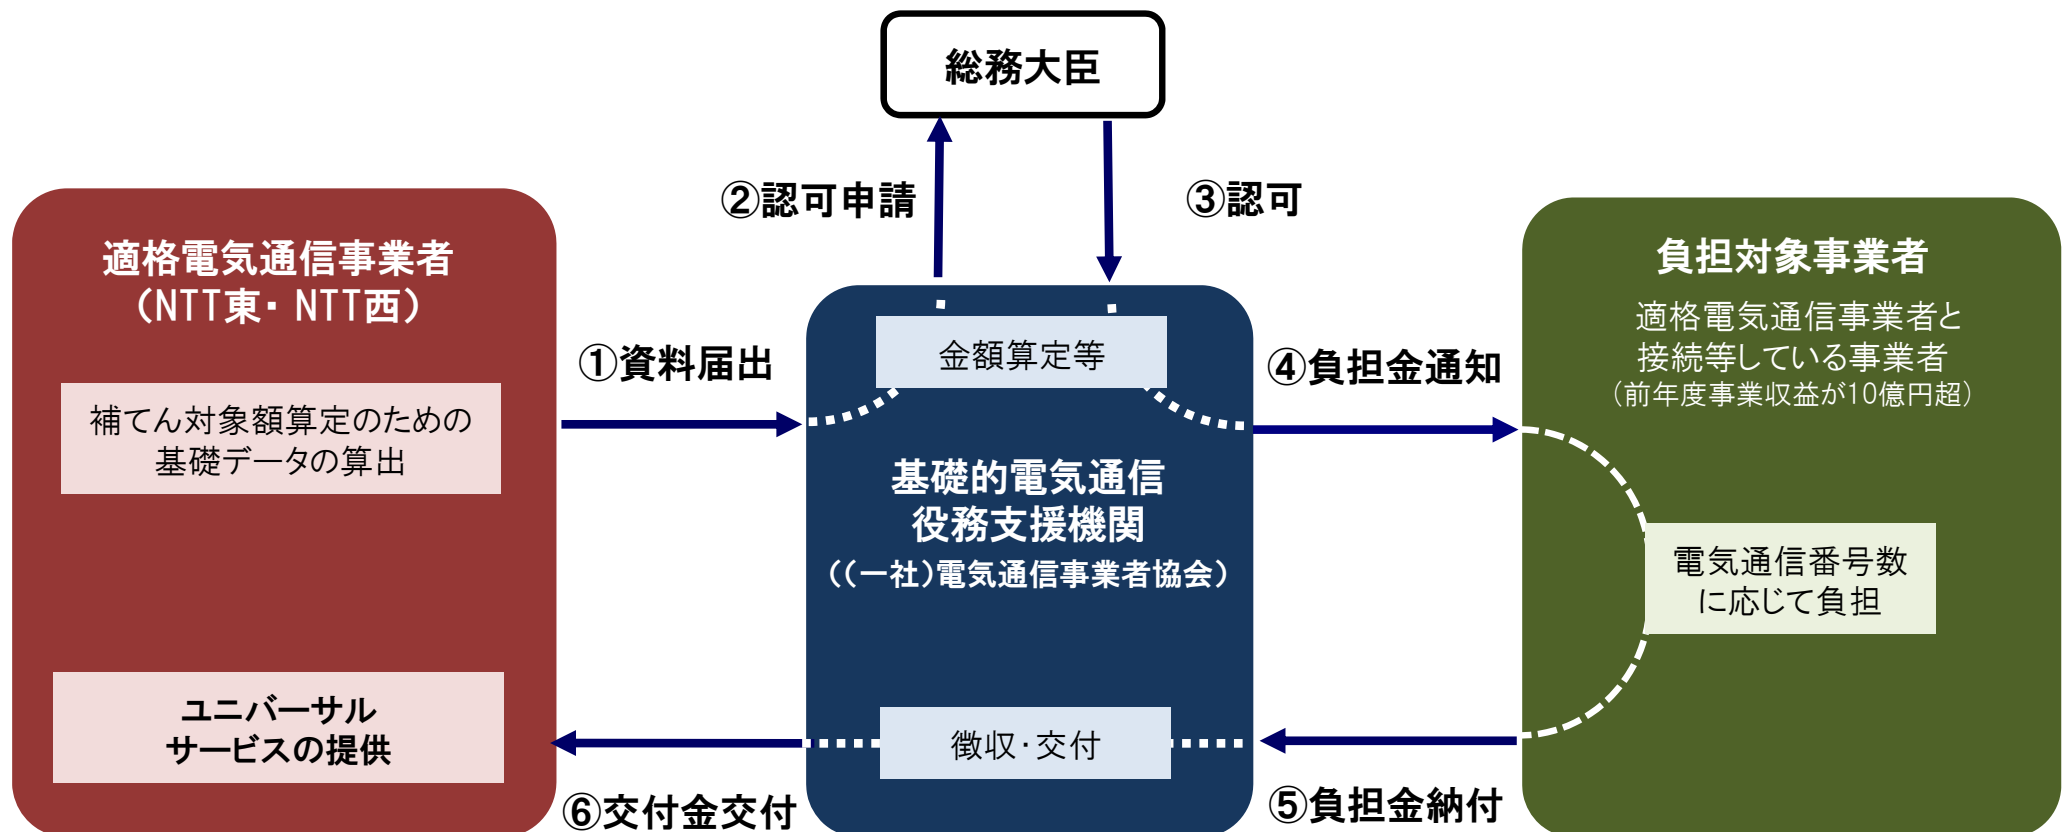 総務大臣
②認可申請
③認可
適格電気通信事業者
（NTT東・NTT西）
①資料届出
補てん対象額算定のための
基礎データの算出
ユニバーサル
サービスの提供
金額算定等
基礎的電気通信
役務支援機関
（(一社)電気通信事業者協会）
徴収・交付
④負担金通知
負担対象事業者
適格電気通信事業者と
接続等している事業者
（前年度事業収益が10億円超）
電気通信番号数
に応じて負担
⑥交付金交付
⑤負担金納付